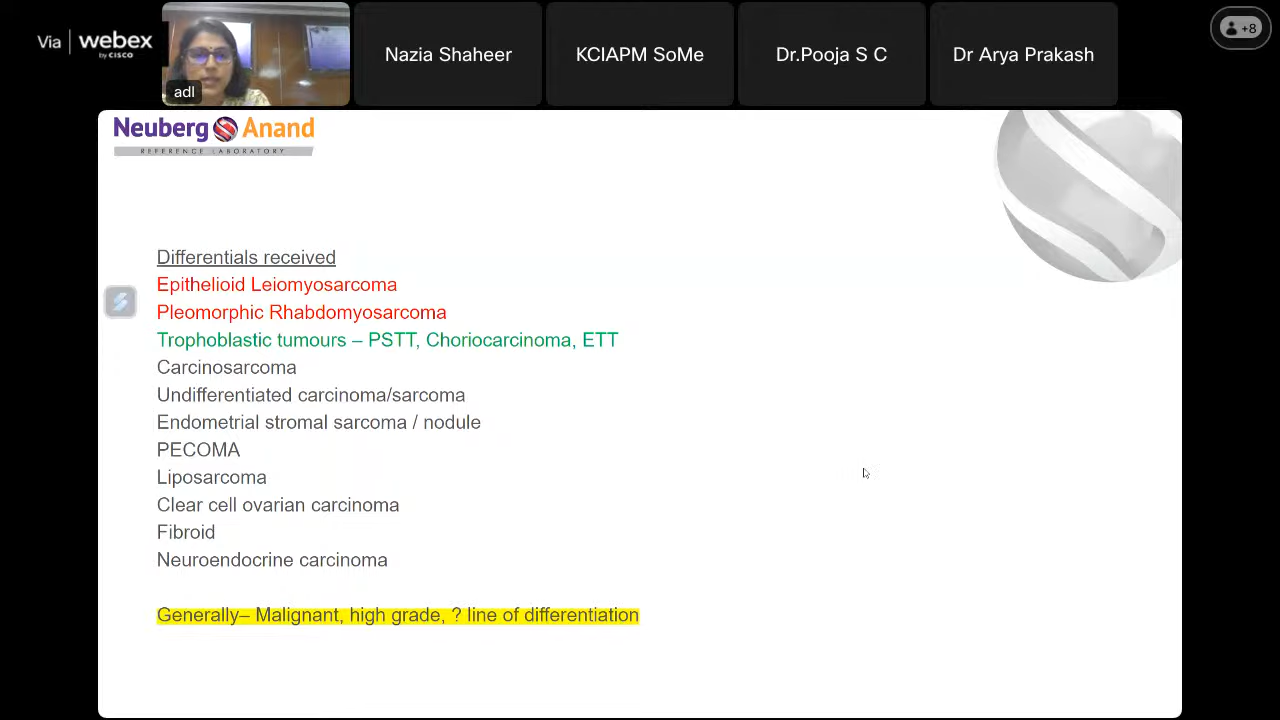 Via webex
by CISCO
adl
Nazia Shaheer
KCIAPM SoMe
Dr.Pooja S C
Dr Arya Prakash
+8
Neuberg Anand
REFERENCE LABORATORY
Differentials received
Epithelioid Leiomyosarcoma
Pleomorphic Rhabdomyosarcoma
Trophoblastic tumours – PSTT, Choriocarcinoma, ETT
Carcinosarcoma
Undifferentiated carcinoma/sarcoma
Endometrial stromal sarcoma / nodule
PECOMA
Liposarcoma
Clear cell ovarian carcinoma
Fibroid
Neuroendocrine carcinoma
Generally– Malignant, high grade, ? line of differentiation